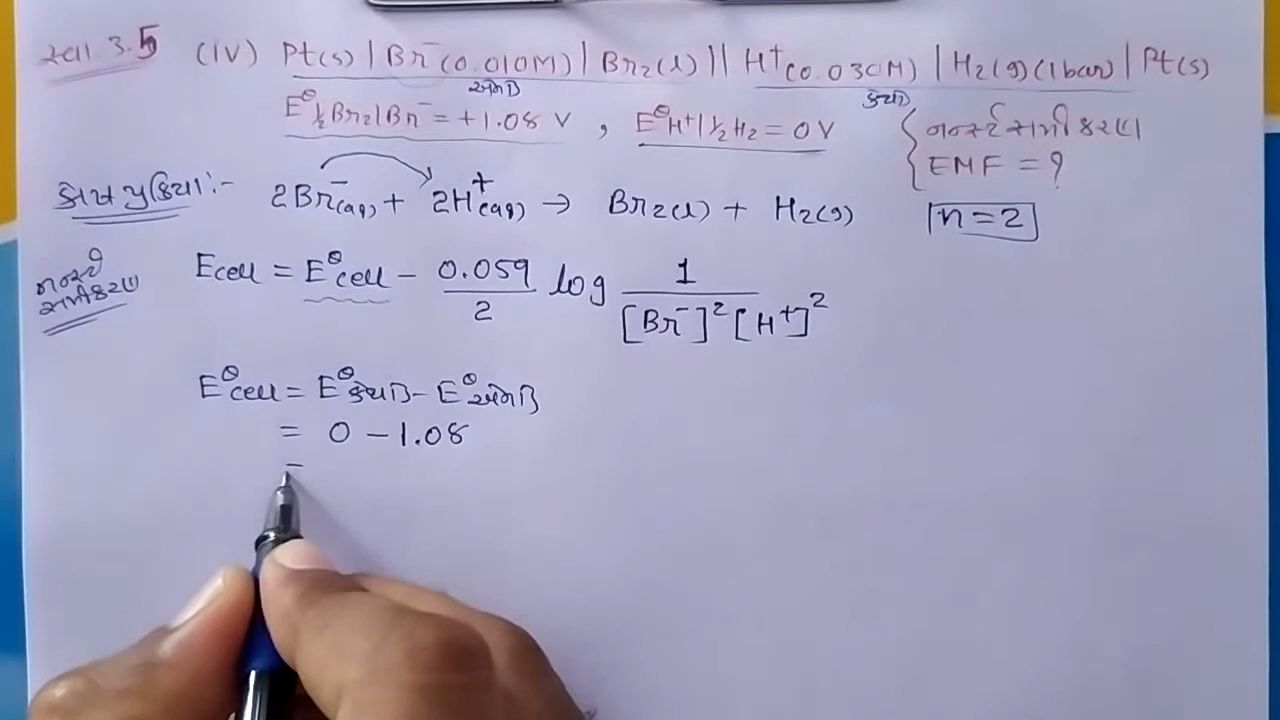 સ્વા. 3.5 (iv) Pt(s) | Br⁻(0.010M) | Br₂(l) || H⁺(0.030M) | H₂(g)(1bar) | Pt(s)
એનોડ કેથોડ
E⊖ ½Br₂|Br⁻ = +1.08 V , E⊖ H⁺|½H₂ = 0V { નર્ન્સ્ટ સમીકરણ
EMF = ?
કોષ પ્રક્રિયા :- 2Br⁻(aq) + 2H⁺(aq) → Br₂(l) + H₂(g) n = 2
નર્ન્સ્ટ સમીકરણ Ecell = E⊖cell - 0.059/2 log 1/[Br⁻]²[H⁺]²
E⊖cell = E⊖કેથોડ - E⊖એનોડ
= 0 - 1.08